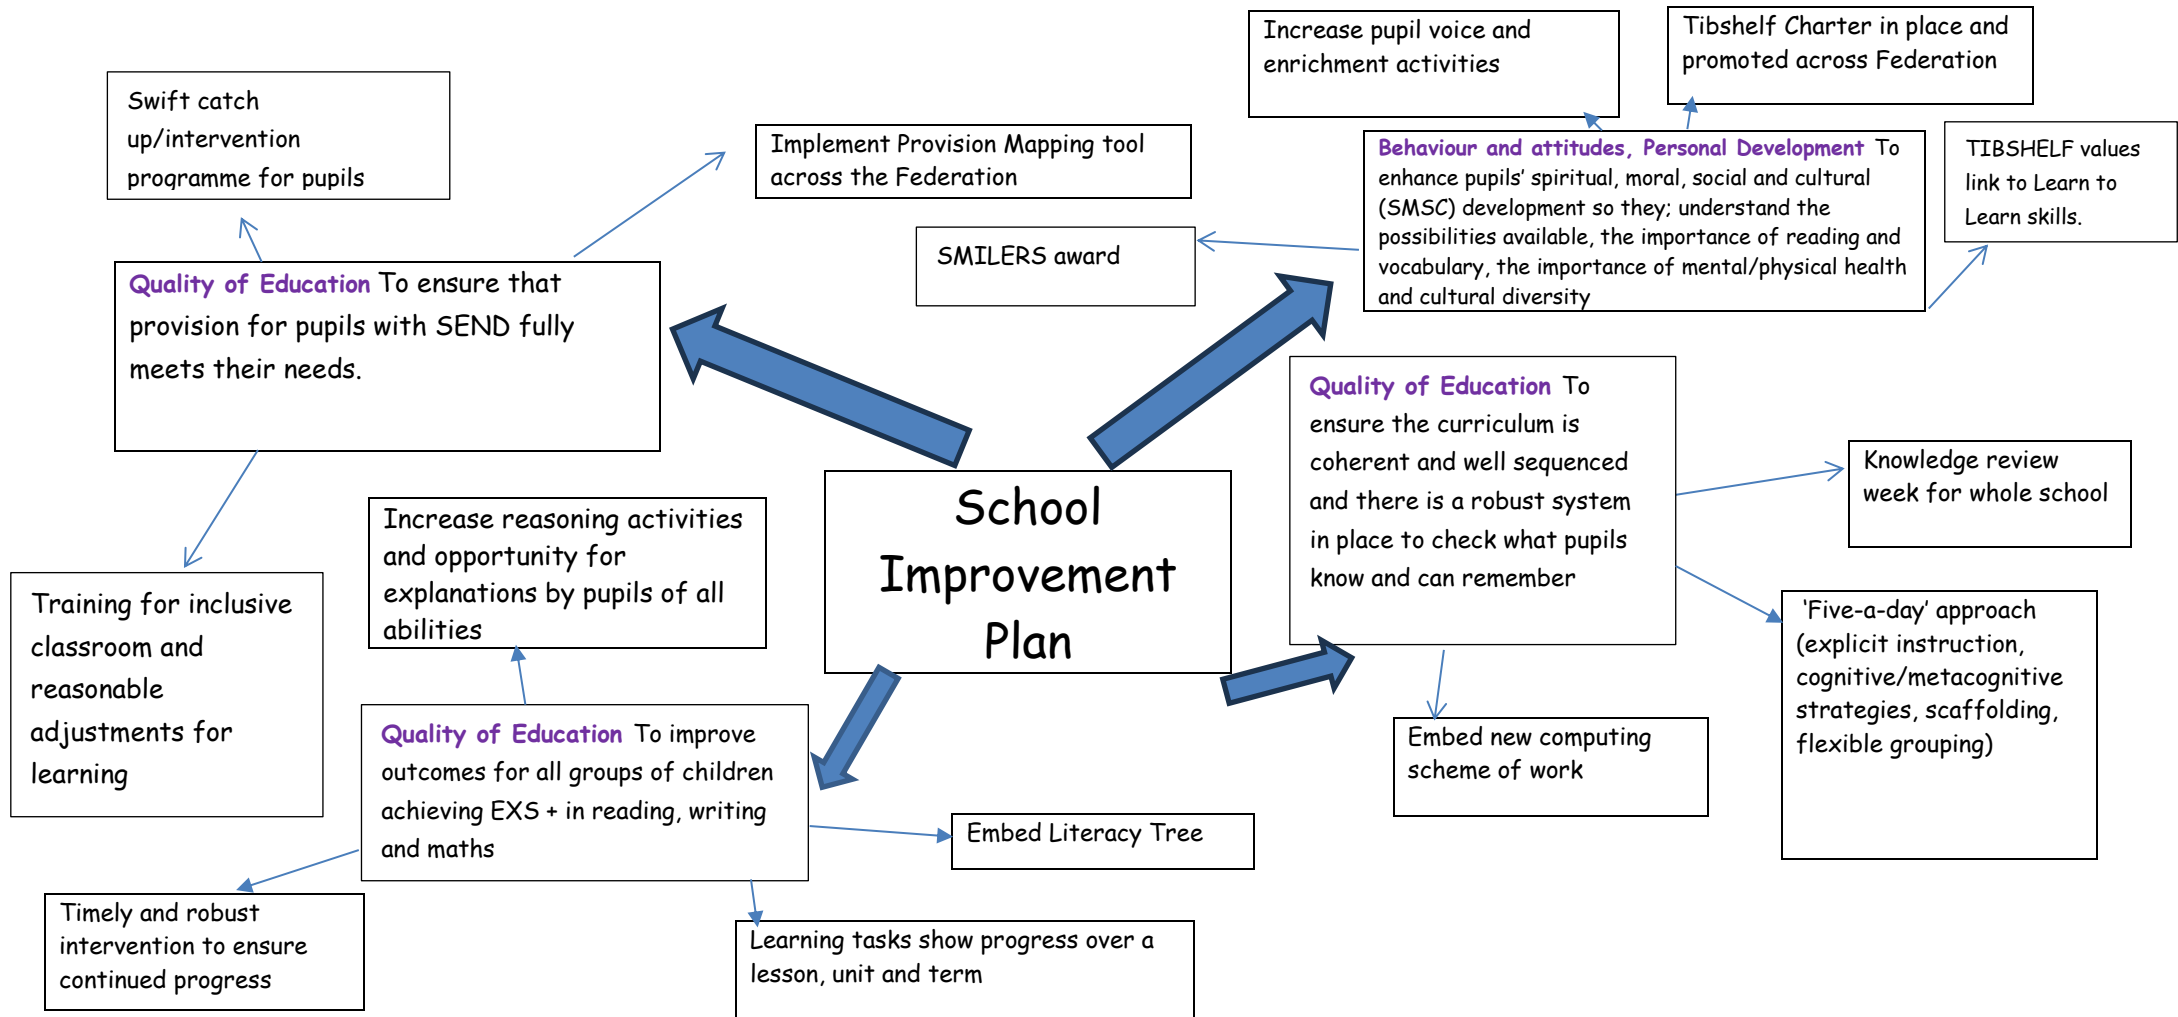 Increase pupil voice and
enrichment activities
Tibshelf Charter in place and
promoted across Federation
Swift catch
up/intervention
programme for pupils
Implement Provision Mapping tool
across the Federation
Behaviour and attitudes, Personal Development To
enhance pupils’ spiritual, moral, social and cultural
(SMSC) development so they; understand the
possibilities available, the importance of reading and
vocabulary, the importance of mental/physical health
and cultural diversity
TIBSHELF values
link to Learn to
Learn skills.
SMILERS award
Quality of Education To ensure that
provision for pupils with SEND fully
meets their needs.
Quality of Education To
ensure the curriculum is
coherent and well sequenced
and there is a robust system
in place to check what pupils
know and can remember
Knowledge review
week for whole school
School
Improvement
Plan
Increase reasoning activities
and opportunity for
explanations by pupils of all
abilities
Training for inclusive
classroom and
reasonable
adjustments for
learning
‘Five-a-day’ approach
(explicit instruction,
cognitive/metacognitive
strategies, scaffolding,
flexible grouping)
Quality of Education To improve
outcomes for all groups of children
achieving EXS + in reading, writing
and maths
Embed new computing
scheme of work
Embed Literacy Tree
Timely and robust
intervention to ensure
continued progress
Learning tasks show progress over a
lesson, unit and term